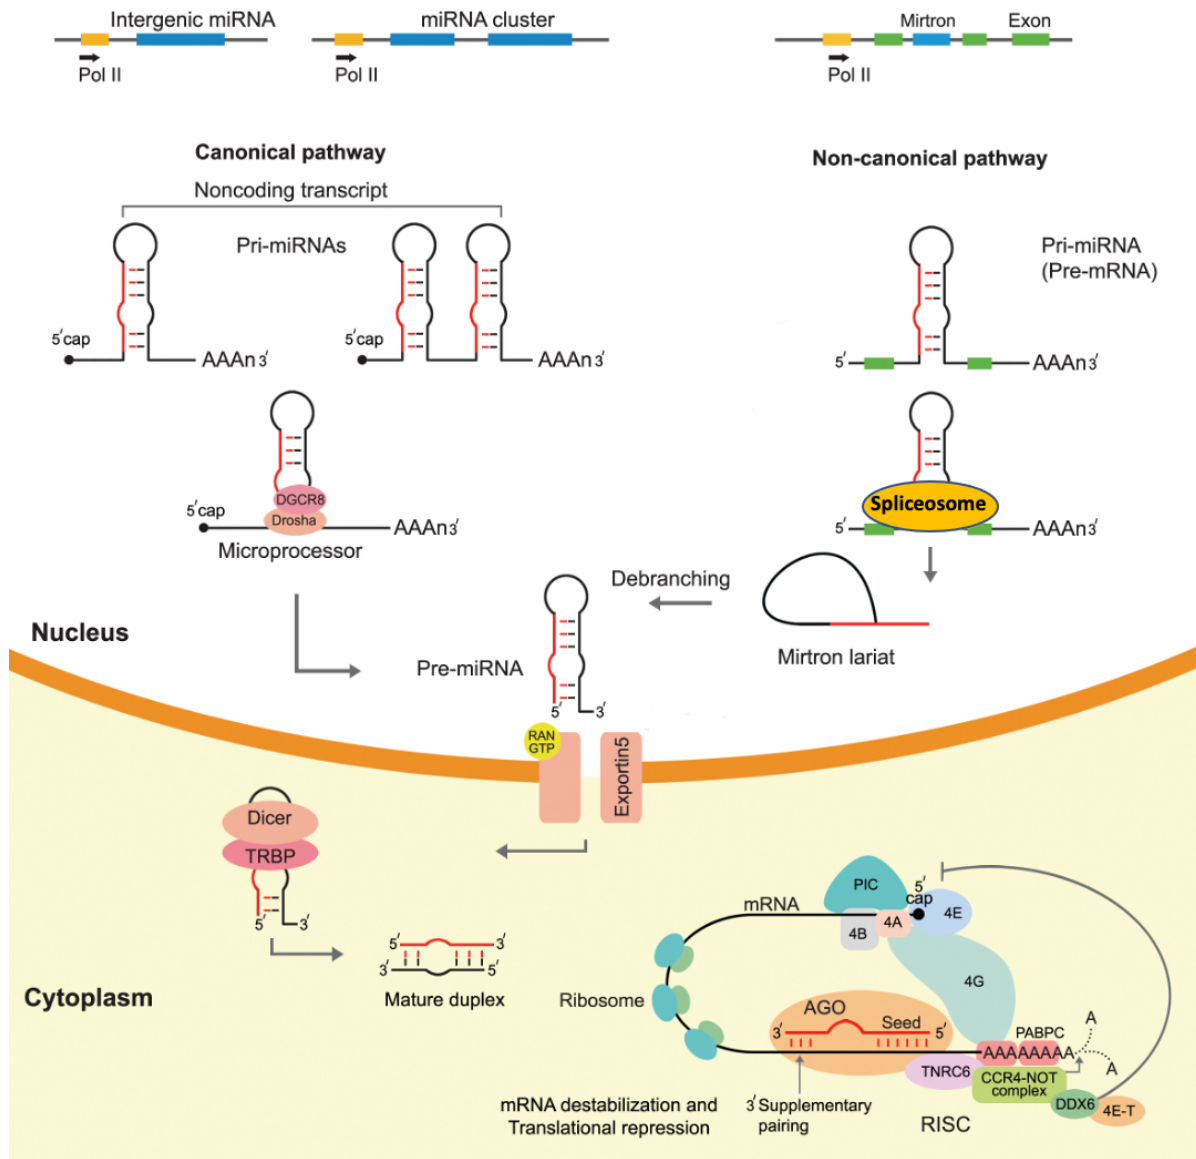 Intergenic miRNA
miRNA cluster
Mirtron
Exon
Pol II
Pol II
Pol II
Canonical pathway
Non-canonical pathway
Noncoding transcript
Pri-miRNAs
Pri-miRNA
(Pre-mRNA)
5′cap
AAAn3′
5′cap
AAAn3′
5′
AAAn3′
DGCR8
Drosha
5′cap
AAAn3′
Microprocessor
Spliceosome
5′
AAAn3′
Debranching
Mirtron lariat
Nucleus
Pre-miRNA
5′
3′
RAN
GTP
Exportin5
Dicer
TRBP
5′
3′
5′
3′
3′
5′
Mature duplex
Cytoplasm
PIC
5′
cap
mRNA
4E
4B
4A
4G
Ribosome
AGO
Seed
3′
5′
PABPC
A
AAAAAAAA
A
TNRC6
CCR4-NOT
complex
DDX6
4E-T
mRNA destabilization and
Translational repression
3′Supplementary
pairing
RISC